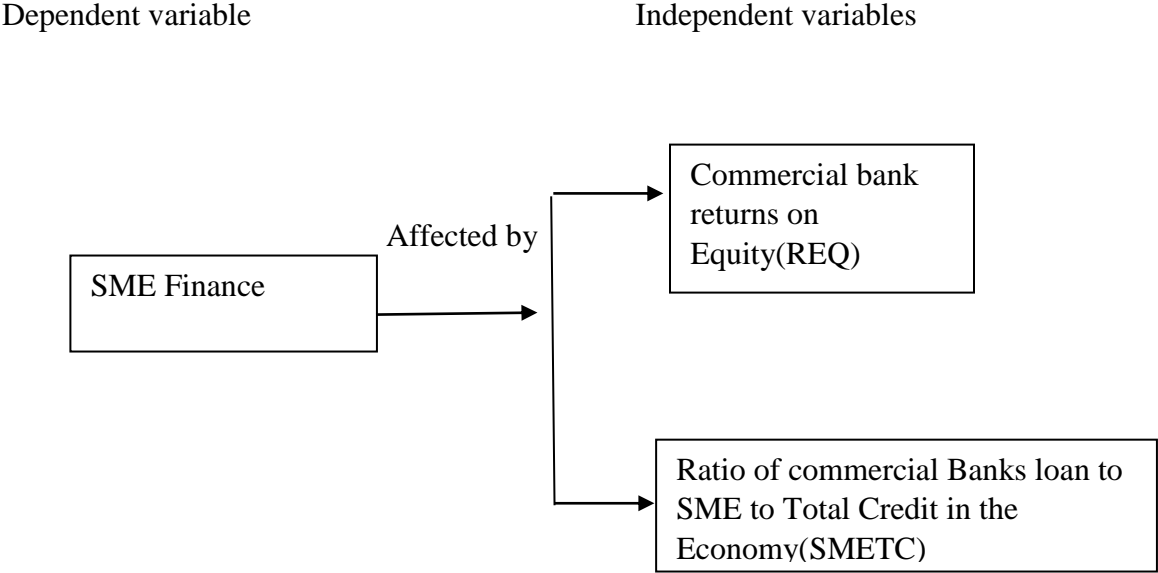 Dependent variable
Independent variables
Commercial bank
returns on
Equity(REQ)
Affected by
SME Finance
Ratio of commercial Banks loan to
SME to Total Credit in the
Economy(SMETC)